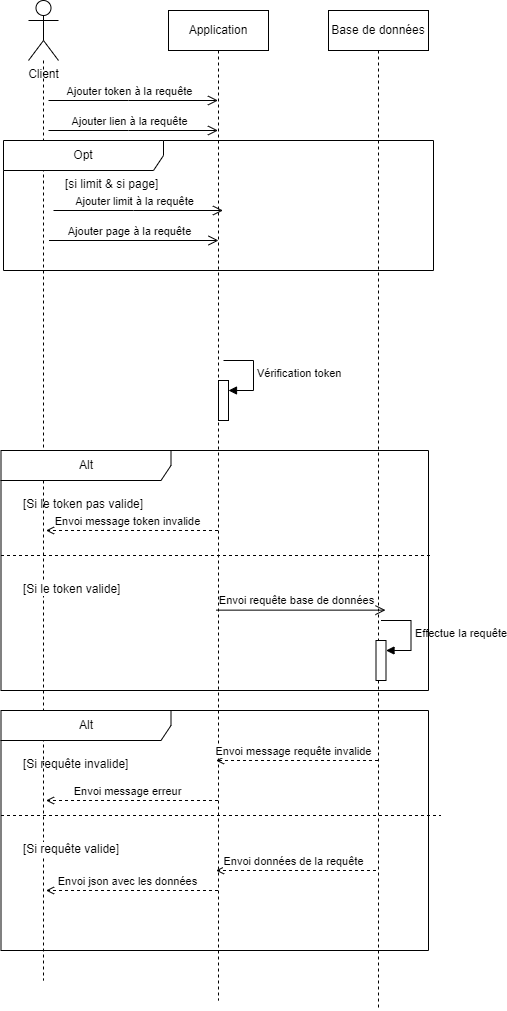 Application
Base de données
Client
Ajouter token à la requête
Ajouter lien à la requête
Opt
[si limit & si page]
Ajouter limit à la requête
Ajouter page à la requête
Vérification token
Alt
[Si le token pas valide]
Envoi message token invalide
[Si le token valide]
Envoi requête base de données
Effectue la requête
Alt
Envoi message requête invalide
[Si requête invalide]
Envoi message erreur
[Si requête valide]
Envoi données de la requête
Envoi json avec les données